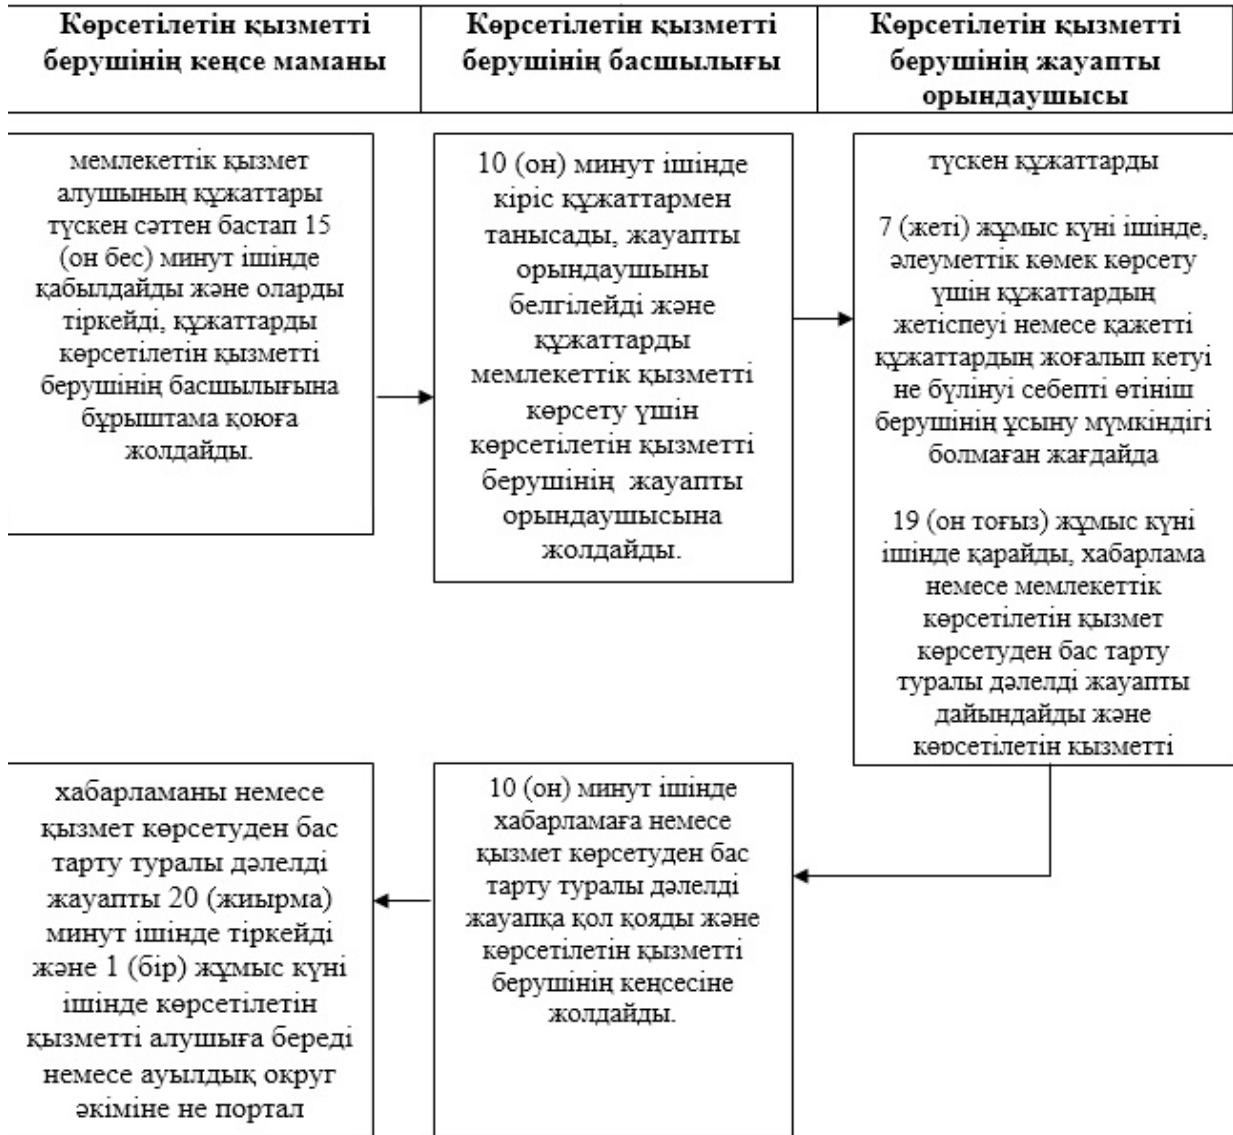 Көрсетілетін қызметті
берушінің кеңсе маманы
Көрсетілетін қызметті
берушінің басшылығы
Көрсетілетін қызметті
берушінің жауапты
орындаушысы
мемлекеттік қызмет
алушының құжаттары
түскен сәттен бастап 15
(он бес) минут ішінде
қабылдайды және оларды
тіркейді, құжаттарды
көрсетілетін қызметті
берушінің басшылығына
бұрыштама қоюға
жолдайды.
10 (он) минут ішінде
кіріс құжаттармен
танысады, жауапты
орындаушыны
белгілейді және
құжаттарды
мемлекеттік қызметті
көрсету үшін
көрсетілетін қызметті
берушінің жауапты
орындаушысына
жолдайды.
түскен құжаттарды
7 (жеті) жұмыс күні ішінде,
әлеуметтік көмек көрсету
үшін құжаттардың
жетіспеуі немесе қажетті
құжаттардың жоғалып кетуі
не бүлінуі себепті өтініш
берушінің ұсыну мүмкіндігі
болмаған жағдайда
19 (он тоғыз) жұмыс күні
ішінде қарайды, хабарлама
немесе мемлекеттік
көрсетілетін қызмет
көрсетуден бас тарту
туралы дәлелді жауапты
дайындайды және
көрсетілетін қызметті
10 (он) минут ішінде
хабарламаға немесе
қызмет көрсетуден бас
тарту туралы дәлелді
жауапқа қол қояды және
көрсетілетін қызметті
берушінің кеңсесіне
жолдайды.
хабарламаны немесе
қызмет көрсетуден бас
тарту туралы дәлелді
жауапты 20 (жиырма)
минут ішінде тіркейді
және 1 (бір) жұмыс күні
ішінде көрсетілетін
қызметті алушыға береді
немесе ауылдық округ
әкіміне не портал